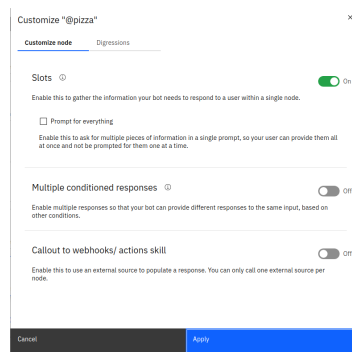 Customize "@pizza"
×
Customize node
Digressions
Slots
On
Enable this to gather the information your bot needs to respond to a user within a single node.
Prompt for everything
Enable this to ask for multiple pieces of information in a single prompt, so your user can provide them all
at once and not be prompted for them one at a time.
Multiple conditioned responses
Off
Enable multiple responses so that your bot can provide different responses to the same input, based on
other conditions.
Callout to webhooks/ actions skill
Off
Enable this to use an external source to populate a response. You can only call one external source per
node.
Cancel
Apply